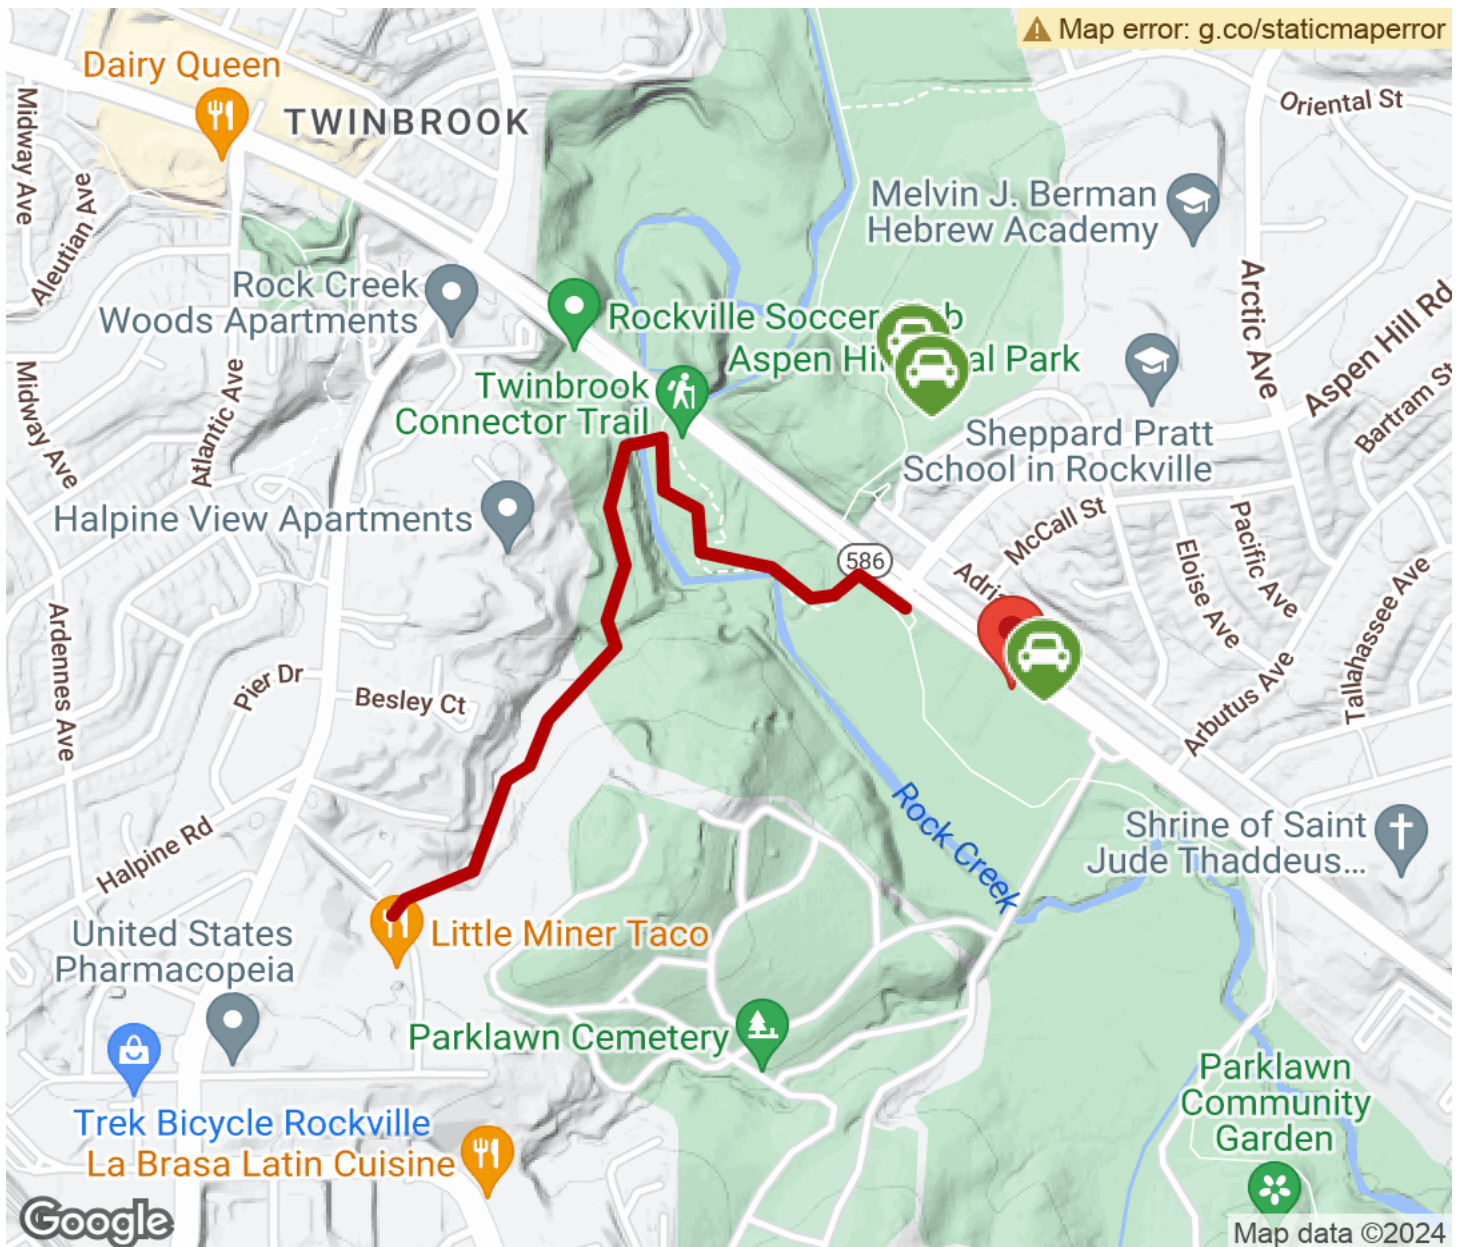 Map error: g.co/staticmaperror
Dairy Queen
TWINBROOK
Oriental St
Midway Ave
Aleutian Ave
Melvin J. Berman
Hebrew Academy
Rock Creek
Woods Apartments
Arctic Ave
Aspen Hill Rd
Rockville Soccer
Aspen
Park
Twinbrook
Connector Trail
Midway Ave
Atlantic Ave
Bartram St
Sheppard Pratt
School in Rockville
Halpine View Apartments
McCall St
Pacific Ave
Eloise Ave
586
Tallahassee Ave
Ardennes Ave
Pier Dr
Besley Ct
Arbutus Ave
Halpine Rd
Rock Creek
Shrine of Saint
Jude Thaddeus...
United States
Pharmacopeia
Little Miner Taco
Parklawn Cemetery
Parklawn
Community
Garden
Trek Bicycle Rockville
La Brasa Latin Cuisine
Google
Map data ©2024